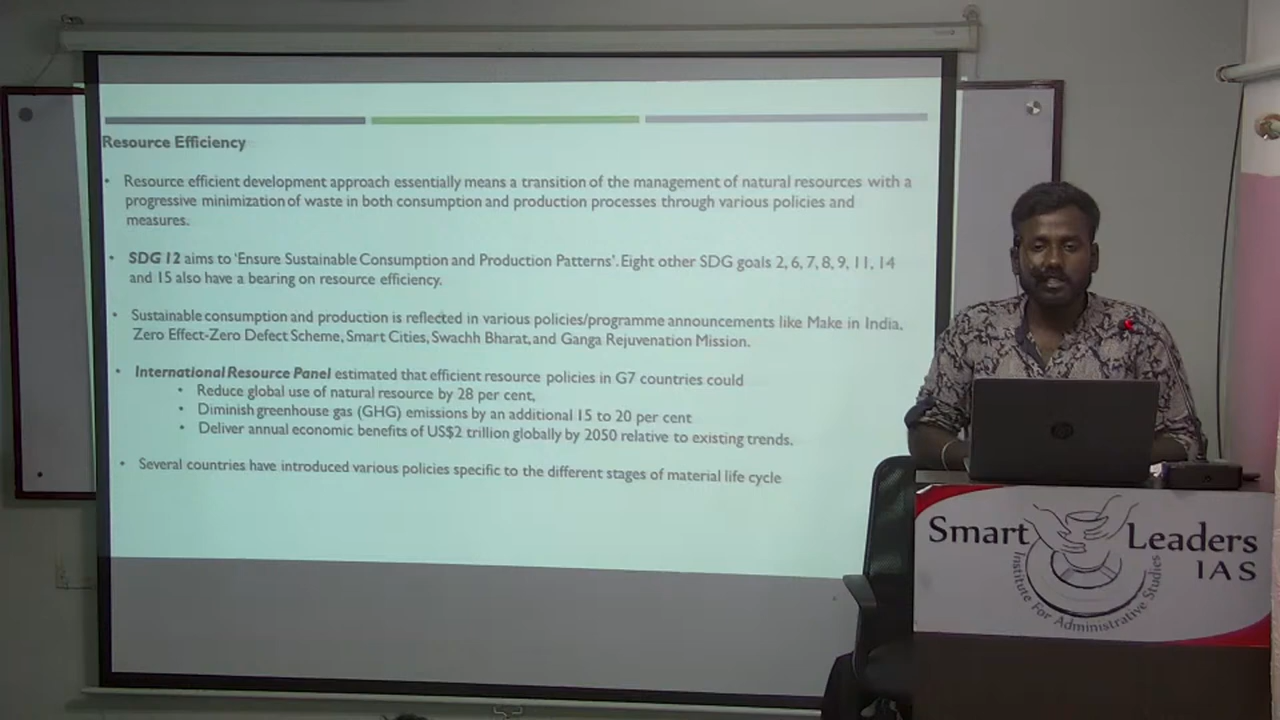 Resource Efficiency
• Resource efficient development approach essentially means a transition of the management of natural resources with a
progressive minimization of waste in both consumption and production processes through various policies and
measures.
• SDG 12 aims to 'Ensure Sustainable Consumption and Production Patterns'. Eight other SDG goals 2, 6, 7, 8, 9, 11, 14
and 15 also have a bearing on resource efficiency.
• Sustainable consumption and production is reflected in various policies/programme announcements like Make in India,
Zero Effect-Zero Defect Scheme, Smart Cities, Swachh Bharat, and Ganga Rejuvenation Mission.
• International Resource Panel estimated that efficient resource policies in G7 countries could
• Reduce global use of natural resource by 28 per cent,
• Diminish greenhouse gas (GHG) emissions by an additional 15 to 20 per cent
• Deliver annual economic benefits of US$2 trillion globally by 2050 relative to existing trends.
• Several countries have introduced various policies specific to the different stages of material life cycle
Smart Leaders
IAS
Institute For Administrative Studies